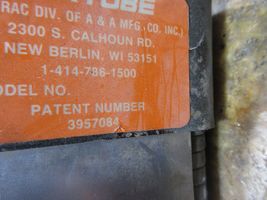 TUBE
RAC DIV. OF A & A MFG. CO. INC.)
2300 S. CALHOUN RD.
NEW BERLIN, WI 53151
1-414-786-1500
ODEL NO.
PATENT NUMBER
3957084